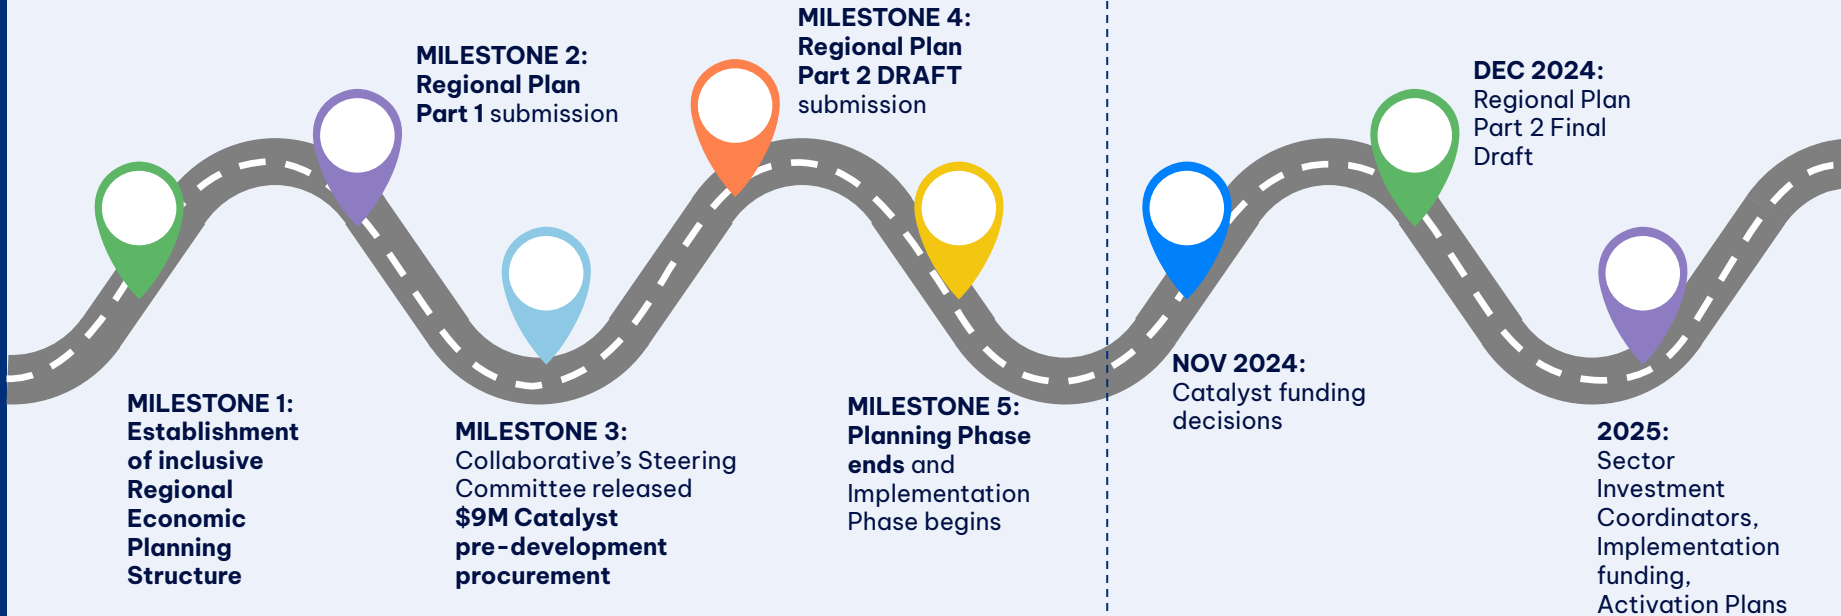 MILESTONE 1:
Establishment
of inclusive
Regional
Economic
Planning
Structure
MILESTONE 2:
Regional Plan
Part 1 submission
MILESTONE 3:
Collaborative’s Steering
Committee released
$9M Catalyst
pre-development
procurement
MILESTONE 4:
Regional Plan
Part 2 DRAFT
submission
MILESTONE 5:
Planning Phase
ends and
Implementation
Phase begins
NOV 2024:
Catalyst funding
decisions
DEC 2024:
Regional Plan
Part 2 Final
Draft
2025:
Sector
Investment
Coordinators,
Implementation
funding,
Activation Plans